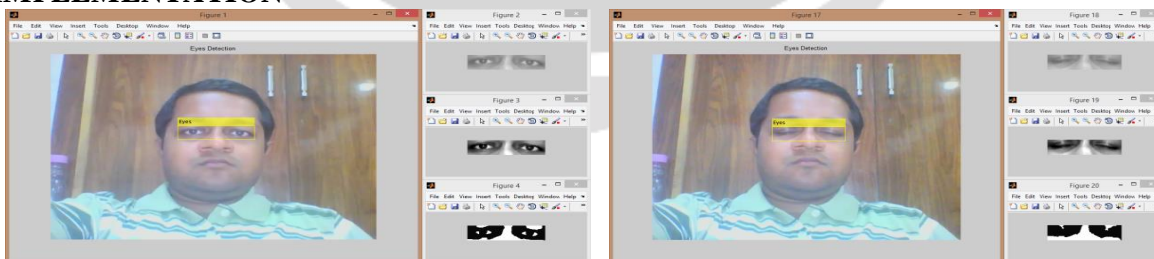 IMPLEMENTATION
Figure 1
File Edit View Insert Tools Desktop Window Help
Eyes Detection
Eyes
Figure 2
File Edit View Insert Tools Desktop Window Help
Figure 3
File Edit View Insert Tools Desktop Window Help
Figure 4
File Edit View Insert Tools Desktop Window Help
Figure 17
File Edit View Insert Tools Desktop Window Help
Eyes Detection
Eyes
Figure 18
File Edit View Insert Tools Desktop Window Help
Figure 19
File Edit View Insert Tools Desktop Window Help
Figure 20
File Edit View Insert Tools Desktop Window Help